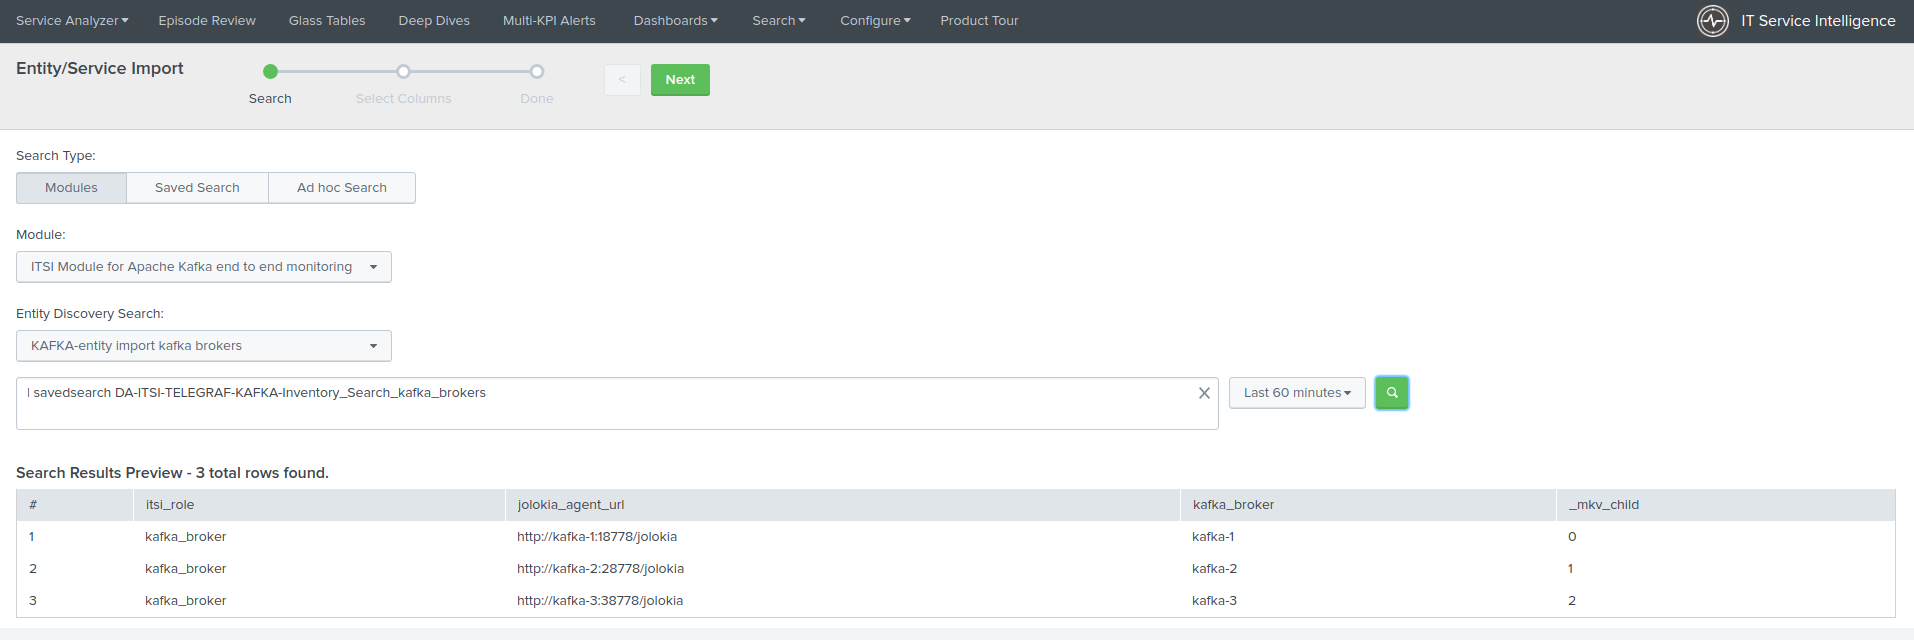 Service Analyzer Episode Review Glass Tables Deep Dives Multi-KPI Alerts Dashboards Search Configure Product Tour IT Service Intelligence
Entity/Service Import
Search Select Columns Done
< Next
Search Type:
Modules Saved Search Ad hoc Search
Module:
ITSI Module for Apache Kafka end to end monitoring
Entity Discovery Search:
KAFKA-entity import kafka brokers
| savedsearch DA-ITSI-TELEGRAF-KAFKA-Inventory_Search_kafka_brokers Last 60 minutes
Search Results Preview - 3 total rows found.
# itsi_role jolokia_agent_url kafka_broker _mkv_child
1 kafka_broker http://kafka-1:18778/jolokia kafka-1 0
2 kafka_broker http://kafka-2:28778/jolokia kafka-2 1
3 kafka_broker http://kafka-3:38778/jolokia kafka-3 2